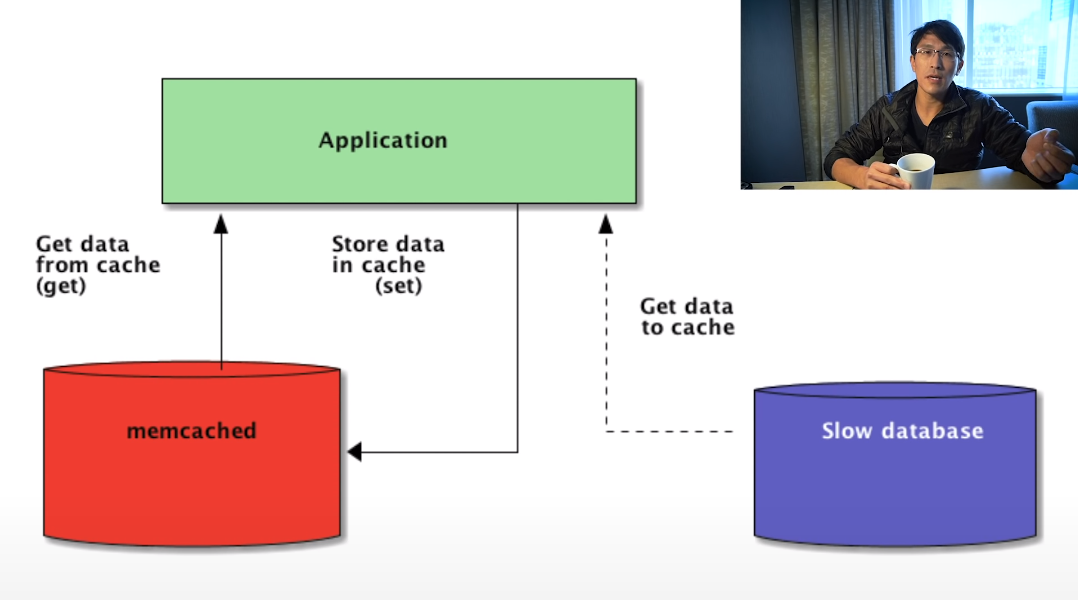 Application
Get data
from cache
(get)
Store data
in cache
(set)
Get data
to cache
memcached
Slow database